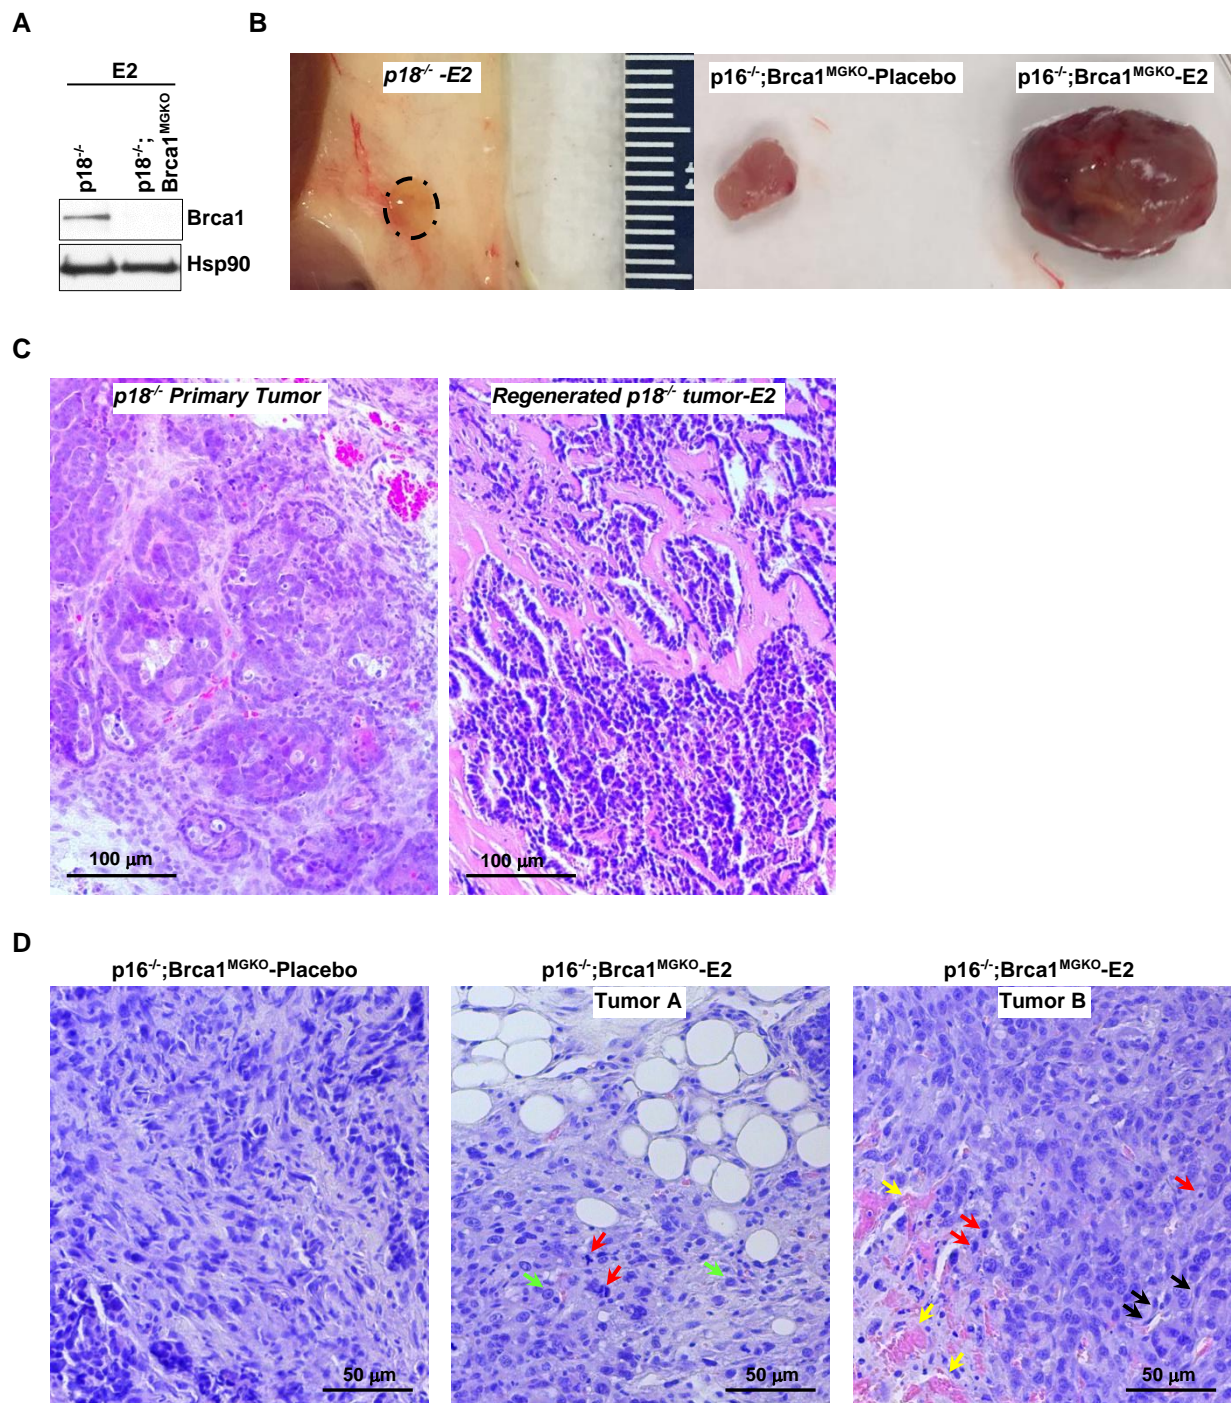 A
B
E2
p18-/-
p18-/-;
Brca1MGKO
Brca1
Hsp90
p18-/- -E2
p16-/-;Brca1MGKO-Placebo
p16-/-;Brca1MGKO-E2
C
p18-/- Primary Tumor
Regenerated p18-/- tumor-E2
100 µm
100 µm
D
p16-/-;Brca1MGKO-Placebo
p16-/-;Brca1MGKO-E2
p16-/-;Brca1MGKO-E2
Tumor A
Tumor B
50 µm
50 µm
50 µm